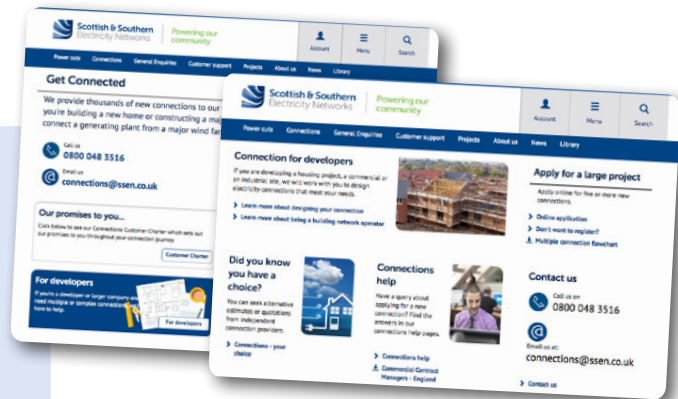 Scottish & Southern
Electricity Networks
Powering our
community
Account
Menu
Search
Power cuts
Connections
General Enquiries
Customer support
Projects
About us
News
Library
Get Connected
We provide thousands of new connections to our
you're building a new home or constructing a maj
connect a generating plant from a major wind far
Call us
0800 048 3516
Email us
connections@ssen.co.uk
Our promises to you...
Click below to see our Connections Customer Charter which sets out
our promises to you throughout your connection journey
Customer Charter
For developers
If you're a developer or larger company and
need multiple or complex connections
here to help.
For developers
Scottish & Southern
Electricity Networks
Powering our
community
Account
Menu
Search
Power cuts
Connections
General Enquiries
Customer support
Projects
About us
News
Library
Connection for developers
If you are developing a housing project, a commercial or
an industrial site, we will work with you to design
electricity connections that meet your needs.
Learn more about designing your connection
Learn more about being a building network operator
Apply for a large project
Apply online for five or more new
connections
Online application
Don't want to register?
Multiple connection flowchart
Did you know
you have a
choice?
You can seek alternative
estimates or quotations
from independent
connection providers.
Connections - your
choice
Connections
help
Have a query about
applying for a new
connection? Find the
answers in our
connections help pages.
Connections help
Commercial Contract
Managers - England
Contact us
Call us on
0800 048 3516
Email us at:
connections@ssen.co.uk
Contact us